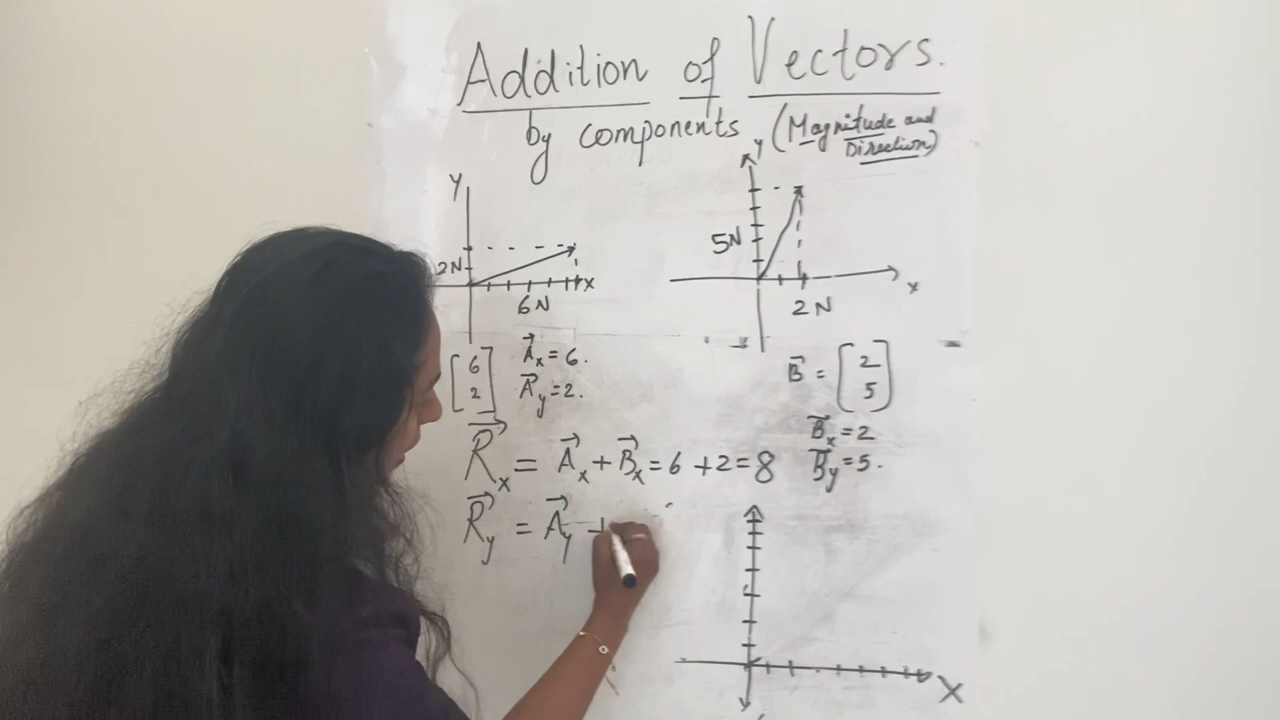 Addition of Vectors.
by components (Magnitude and Direction)
Y
2N
6N
x
y
5N
2N
x
[6 2]
A⃗x = 6.
A⃗y = 2.
B⃗ = [2 5]
B⃗x = 2
B⃗y = 5.
R⃗x = A⃗x + B⃗x = 6 + 2 = 8
R⃗y = A⃗y +
X